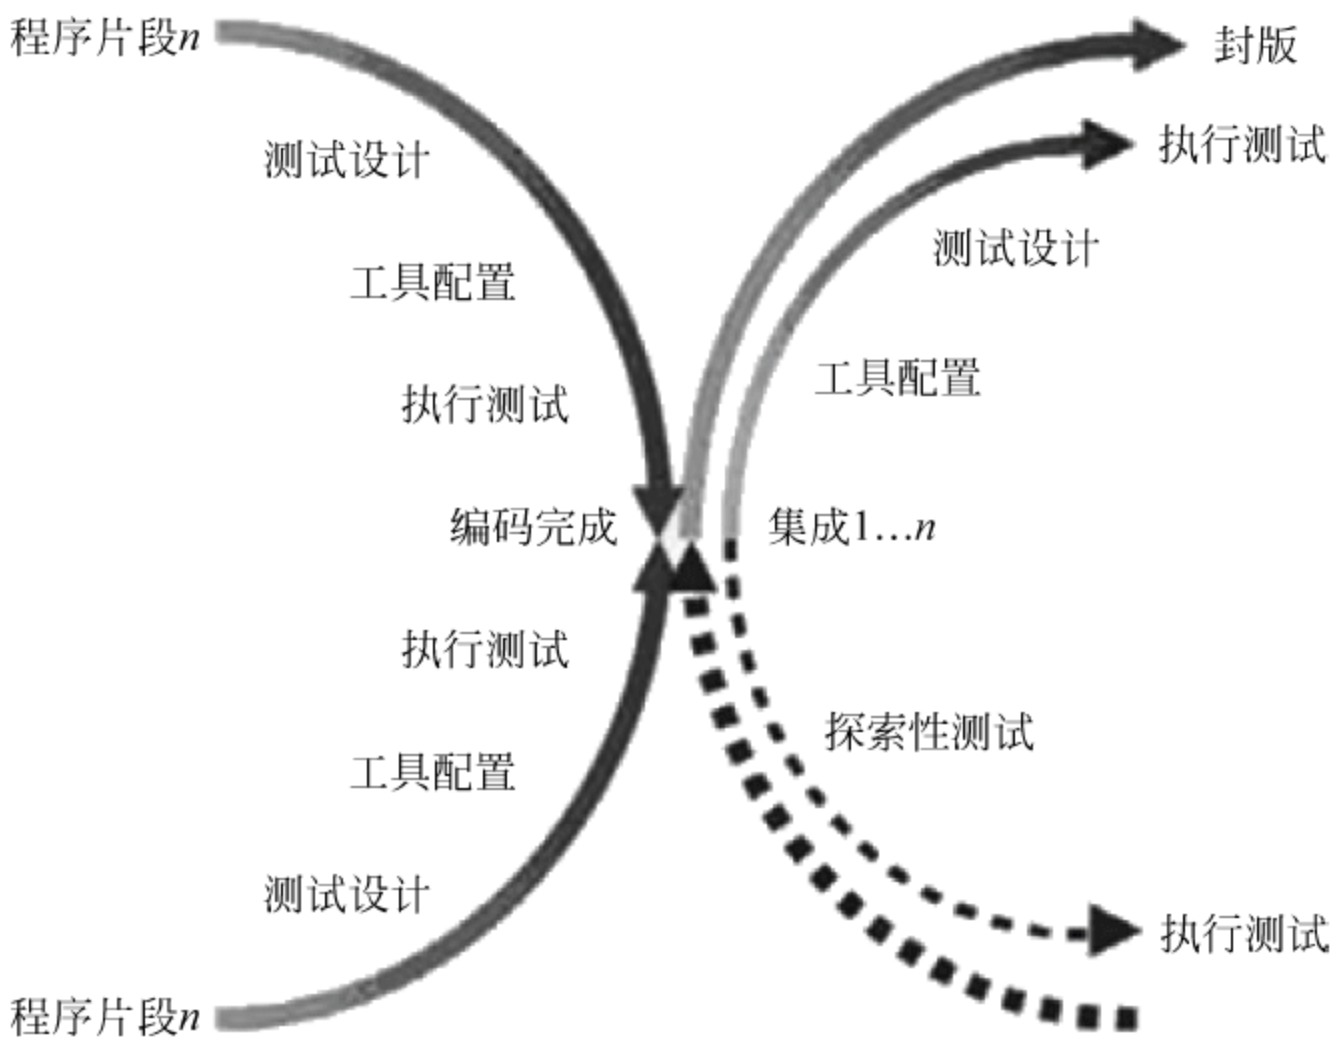 程序片段n
封版
执行测试
测试设计
测试设计
工具配置
工具配置
执行测试
编码完成
集成1…n
执行测试
探索性测试
工具配置
测试设计
执行测试
程序片段n